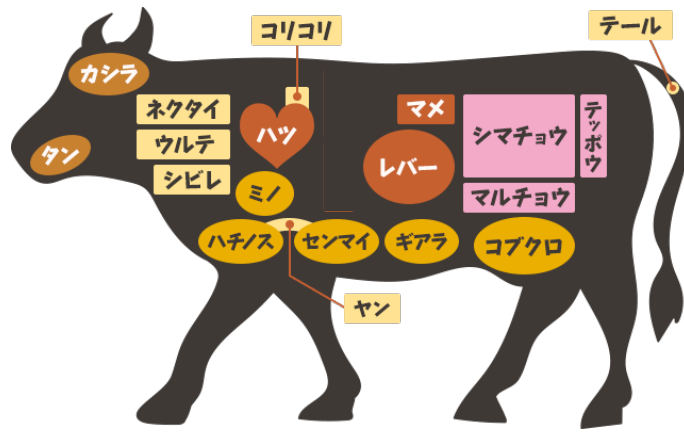 テール
コリコリ
カシラ
ネクタイ
ウルテ
シビレ
タン
ハツ
ミノ
マメ
レバー
シマチョウ
テッポウ
マルチョウ
ハチノス
センマイ
ギアラ
コブクロ
ヤン